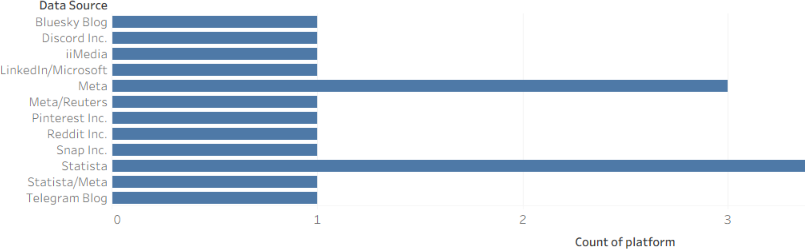 Data Source
Bluesky Blog
Discord Inc.
iiMedia
LinkedIn/Microsoft
Meta
Meta/Reuters
Pinterest Inc.
Reddit Inc.
Snap Inc.
Statista
Statista/Meta
Telegram Blog
0 1 2 3
Count of platform